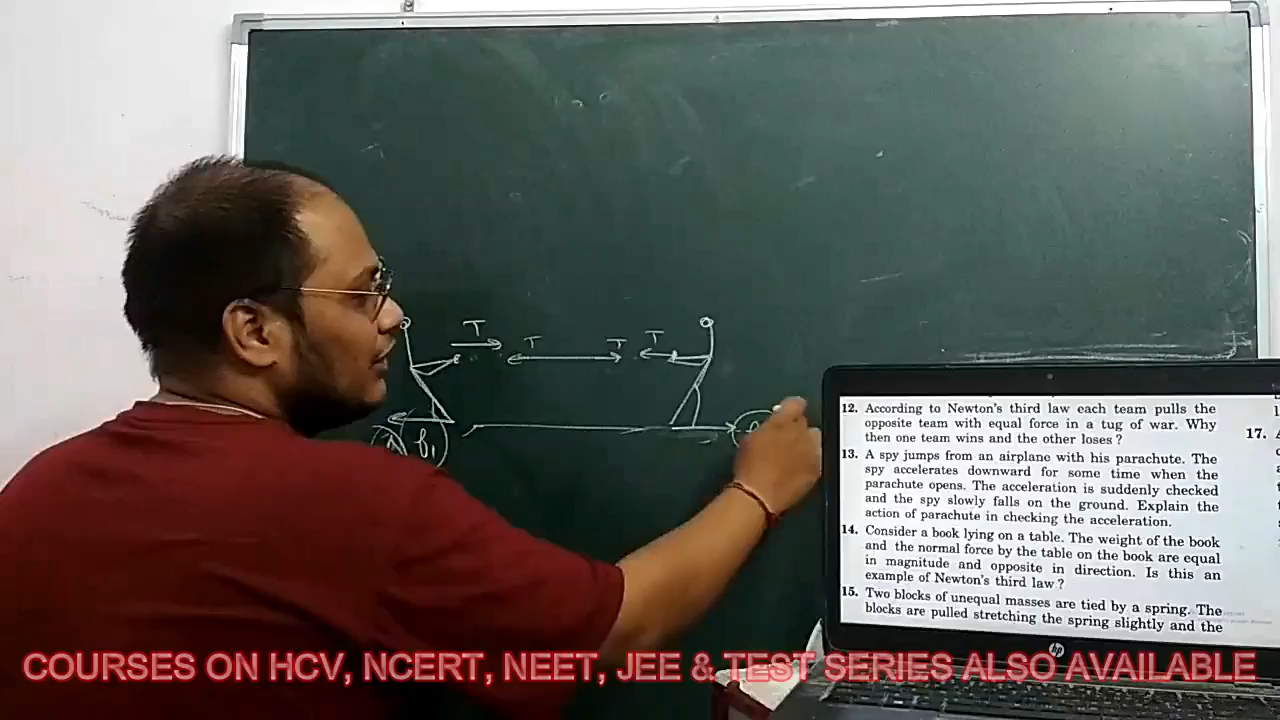 T
T
T
T
f1
12. According to Newton's third law each team pulls the
opposite team with equal force in a tug of war. Why
then one team wins and the other loses ?
13. A spy jumps from an airplane with his parachute. The
spy accelerates downward for some time when the
parachute opens. The acceleration is suddenly checked
and the spy slowly falls on the ground. Explain the
action of parachute in checking the acceleration.
14. Consider a book lying on a table. The weight of the book
and the normal force by the table on the book are equal
in magnitude and opposite in direction. Is this an
example of Newton's third law ?
15. Two blocks of unequal masses are tied by a spring. The
blocks are pulled stretching the spring slightly and the
17.
hp
COURSES ON HCV, NCERT, NEET, JEE & TEST SERIES ALSO AVAILABLE